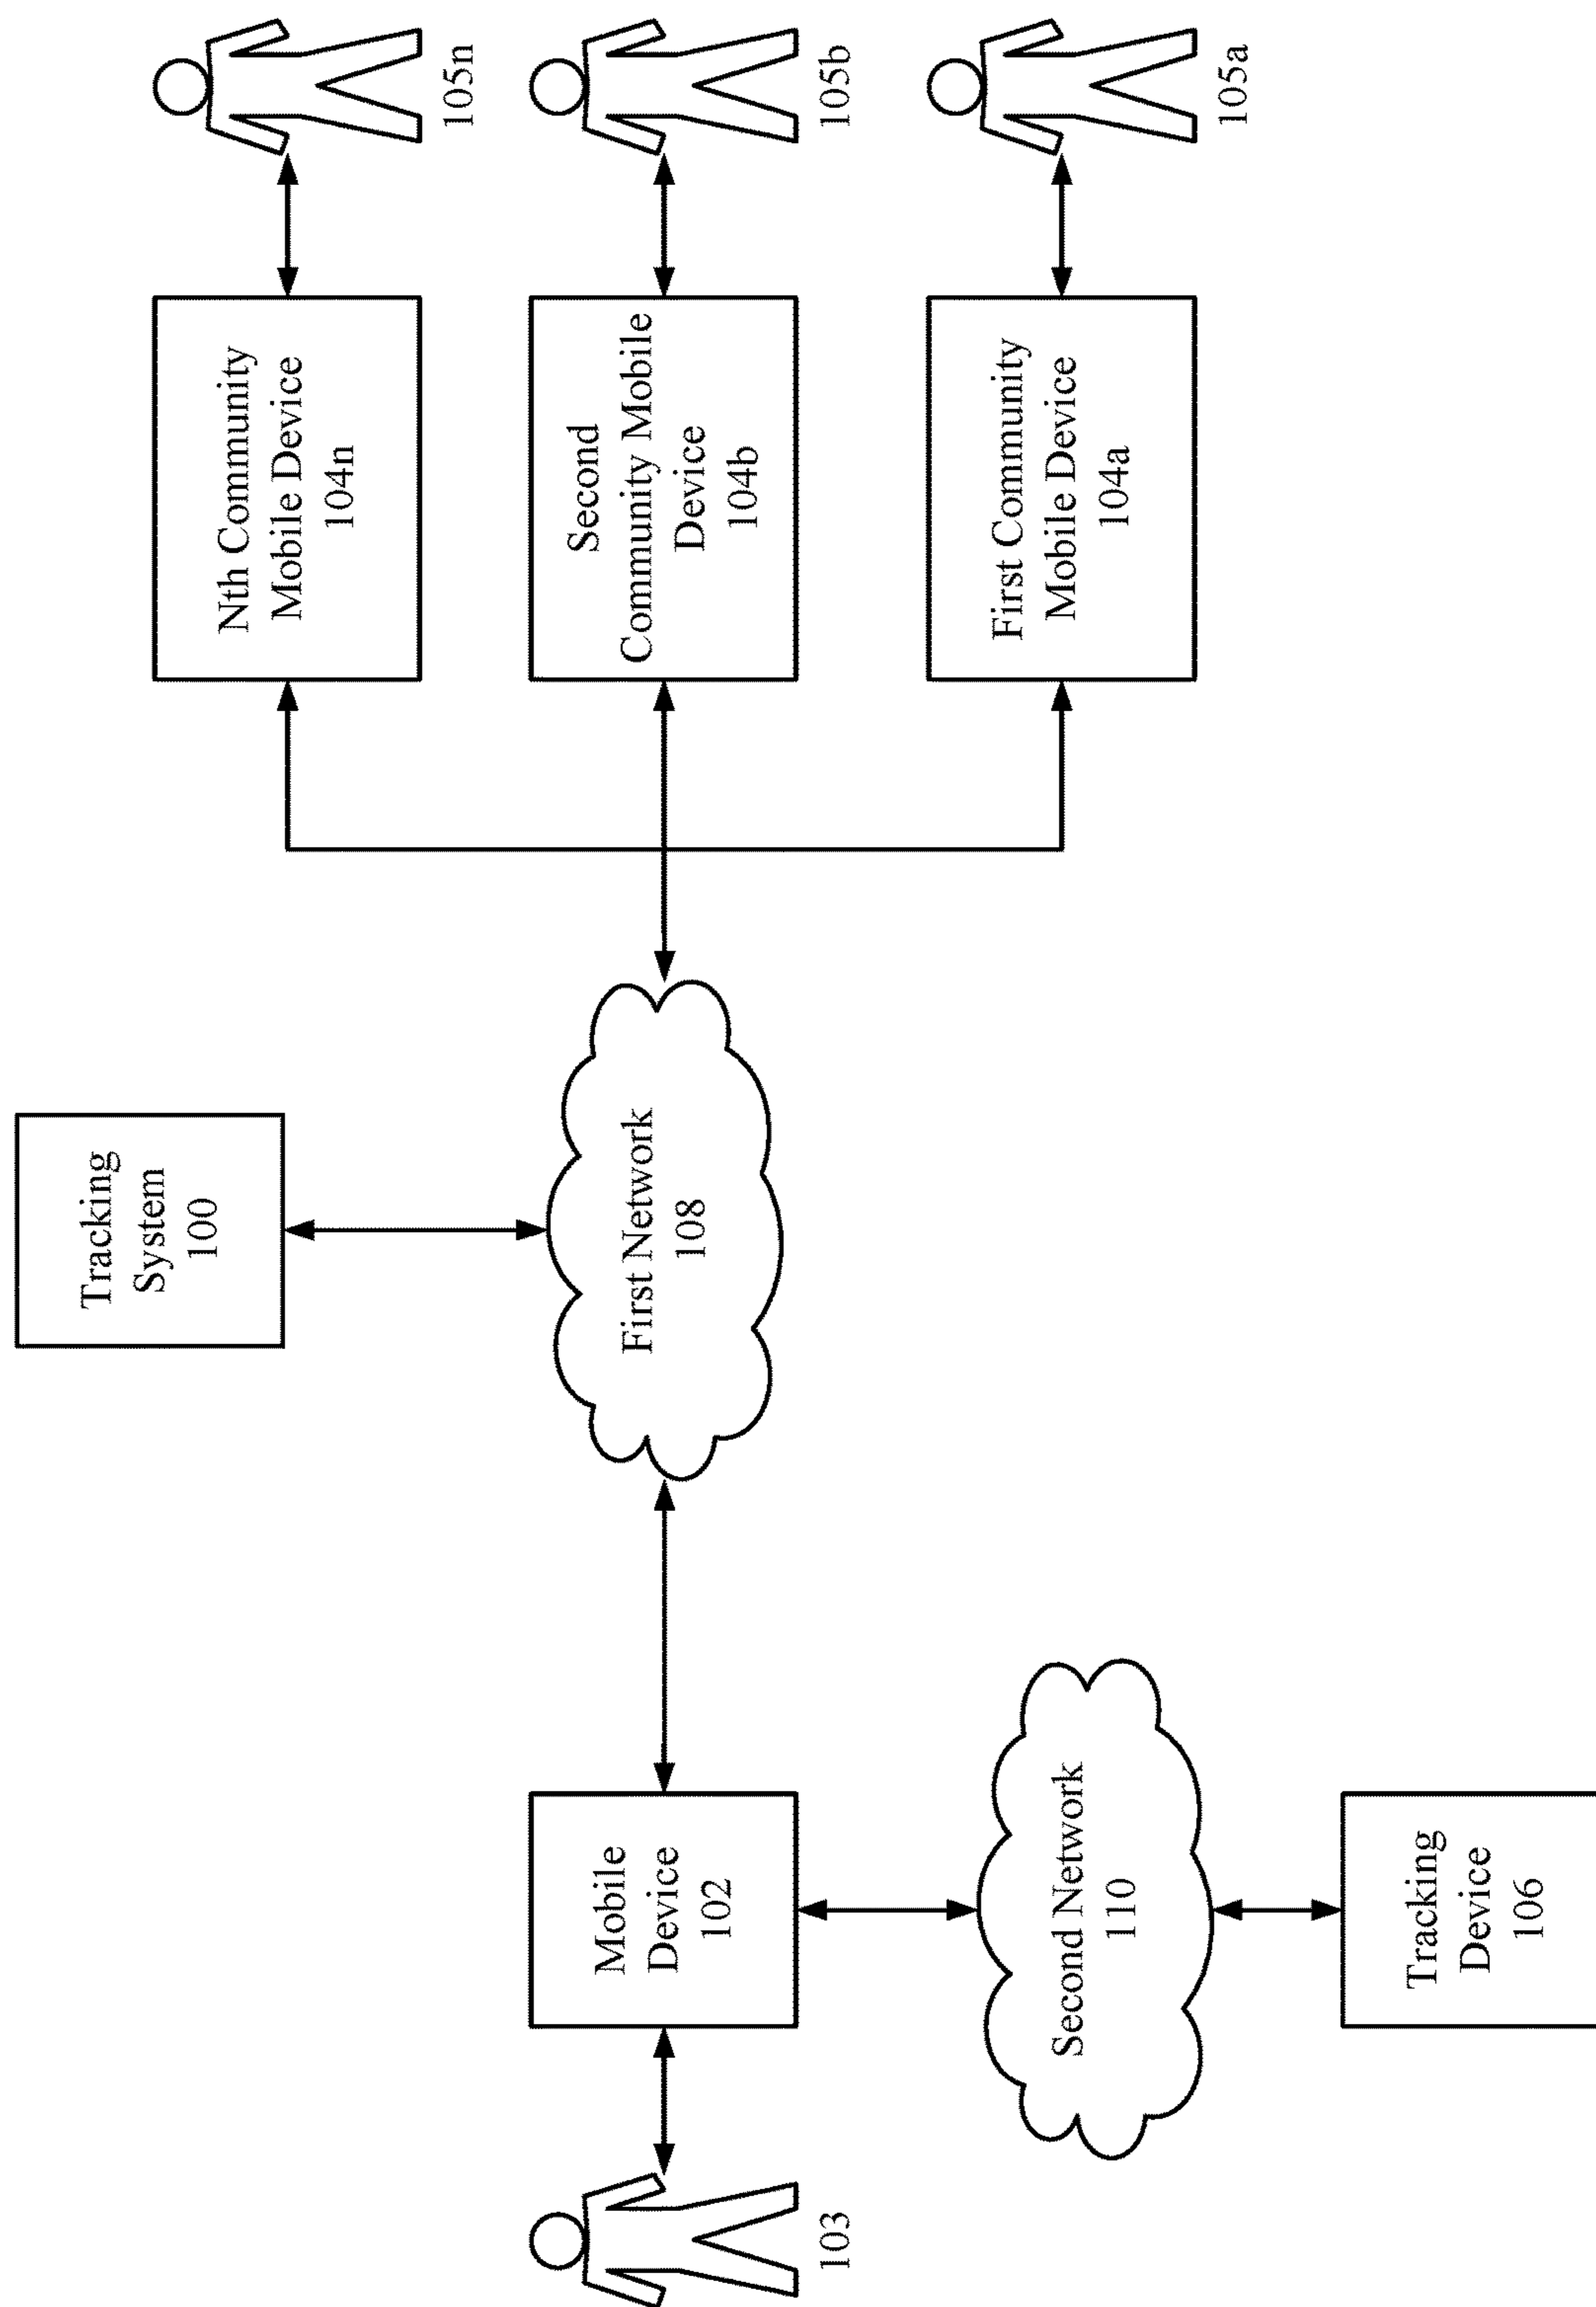 Tracking
System
100
Nth Community
Mobile Device
104n
105n
103
Mobile
Device
102
First Network
108
Second
Community Mobile
Device
104b
105b
Second Network
110
First Community
Mobile Device
104a
105a
Tracking
Device
106